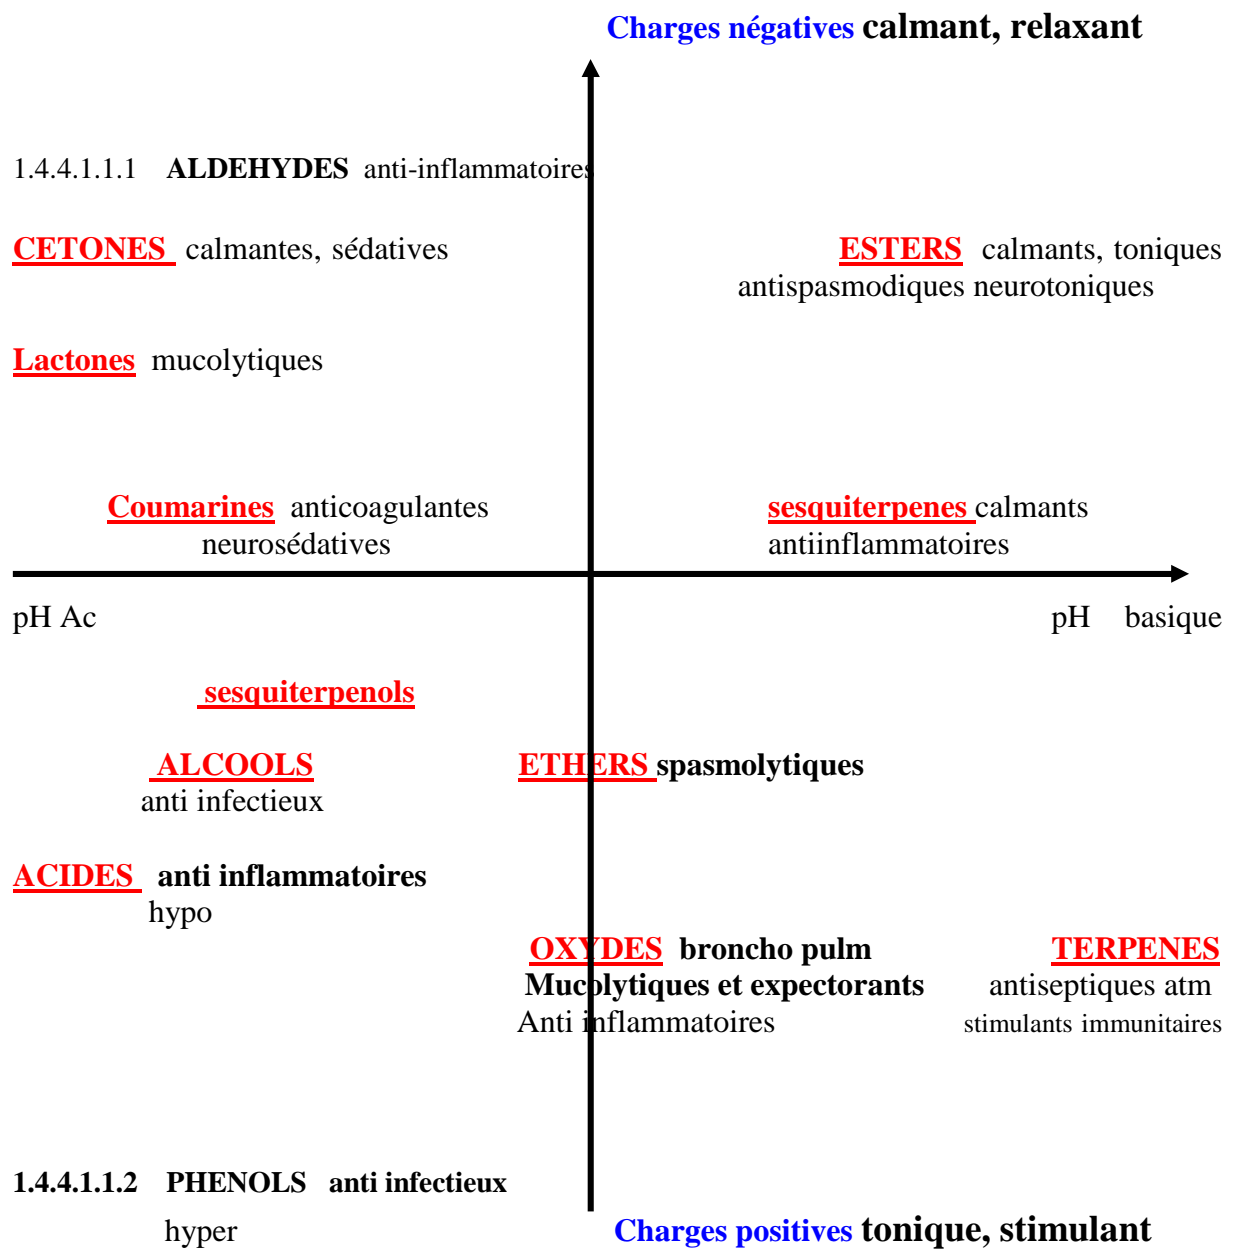 Charges négatives calmant, relaxant
1.4.4.1.1.1 ALDEHYDES anti-inflammatoires
CETONES calmantes, sédatives
ESTERS calmants, toniques
antispasmodiques neurotoniques
Lactones mucolytiques
Coumarines anticoagulantes
neurosédatives
sesquiterpenes calmants
antiinflammatoires
pH Ac
pH basique
sesquiterpenols
ALCOOLS
anti infectieux
ETHERS spasmolytiques
ACIDES anti inflammatoires
hypo
OXYDES broncho pulm
Mucolytiques et expectorants
Anti inflammatoires
TERPENES
antiseptiques atm
stimulants immunitaires
1.4.4.1.1.2 PHENOLS anti infectieux
hyper
Charges positives tonique, stimulant